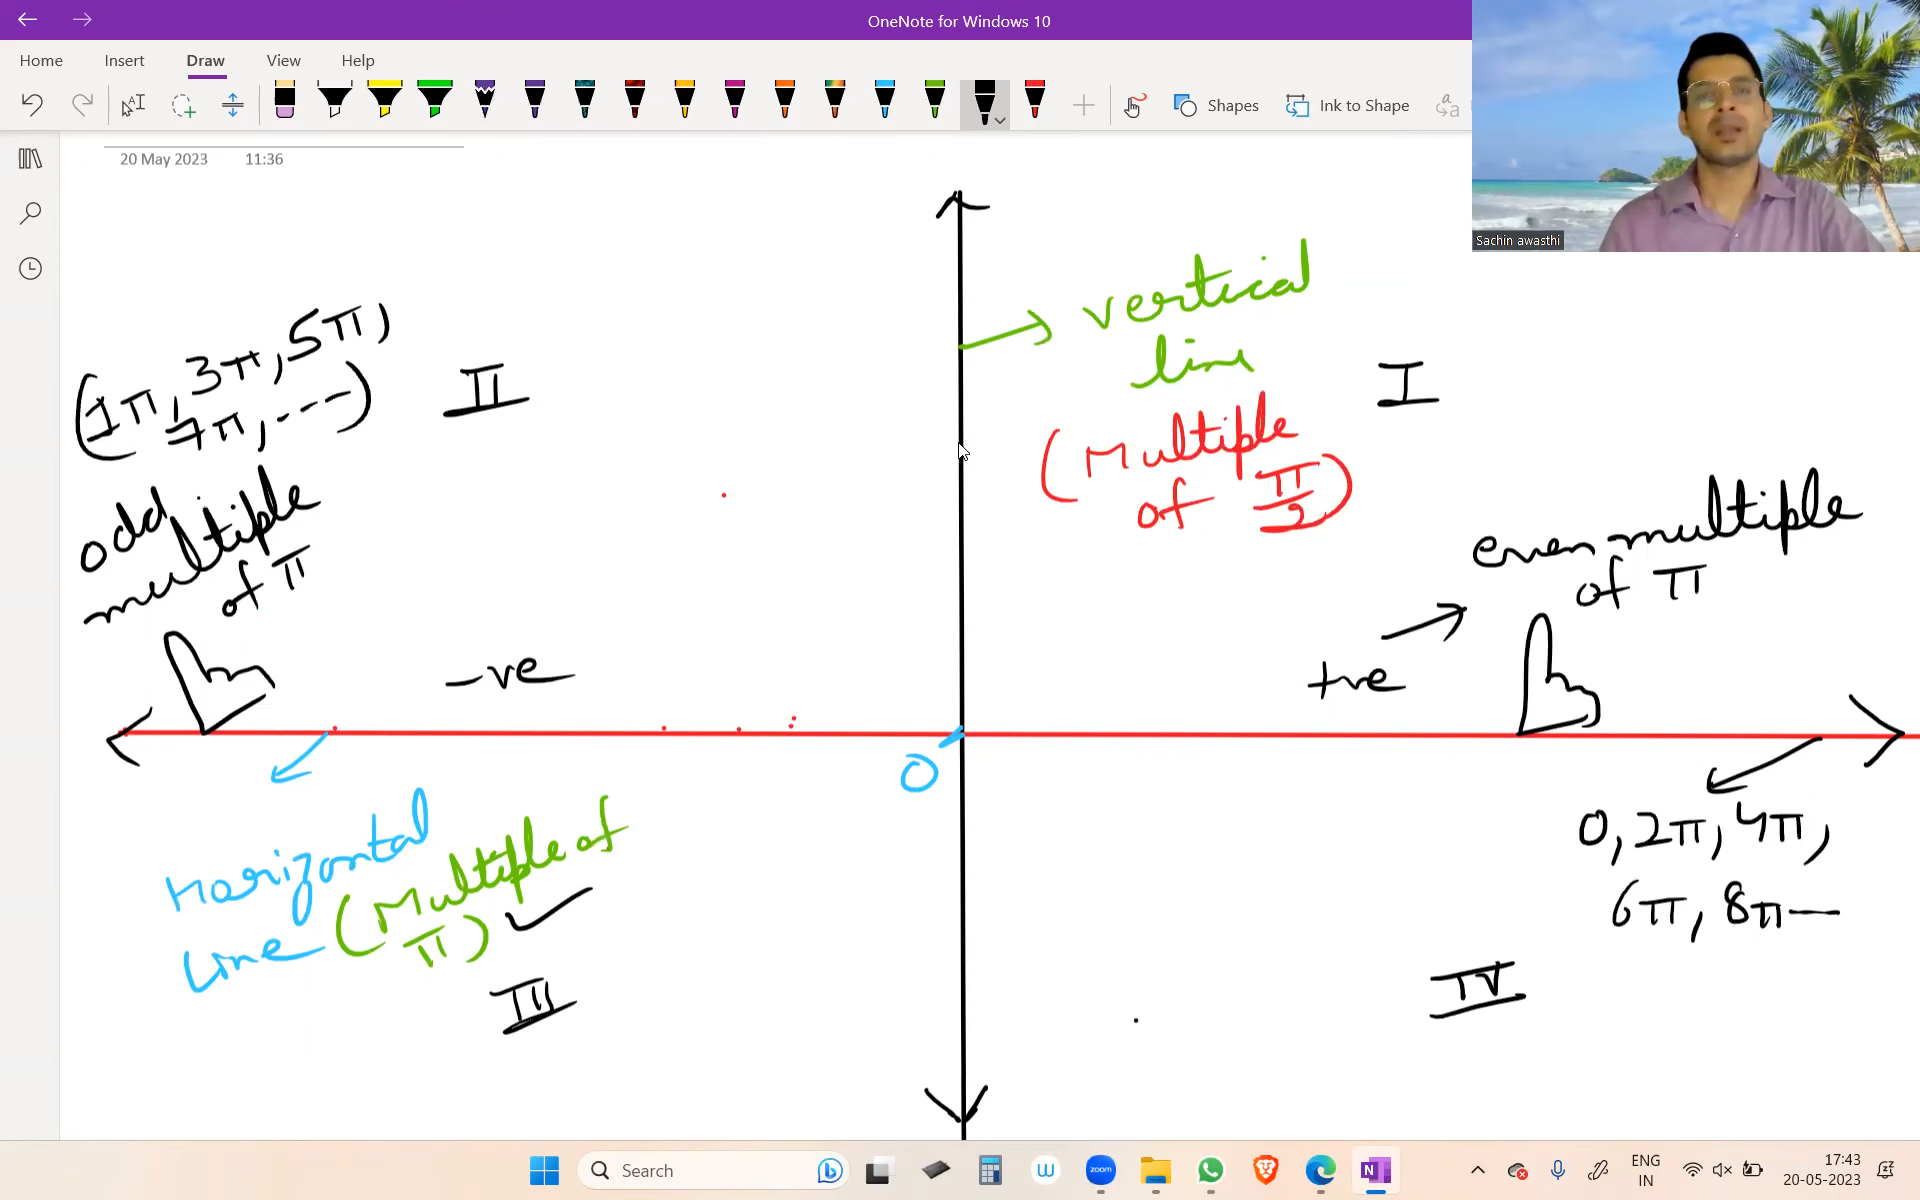 OneNote for Windows 10
Home Insert Draw View Help
Shapes Ink to Shape
20 May 2023 11:36
Sachin awasthi
vertical
line
I
(Multiple
of π/2)
(1π, 3π, 5π,
7π, ---)
II
odd
multiple
of π
even multiple
of π
-ve
+ve
0
0, 2π, 4π,
6π, 8π—
Horizontal
Line
(Multiple of
π)
III
IV
Search
zoom
ENG
IN
17:43
20-05-2023